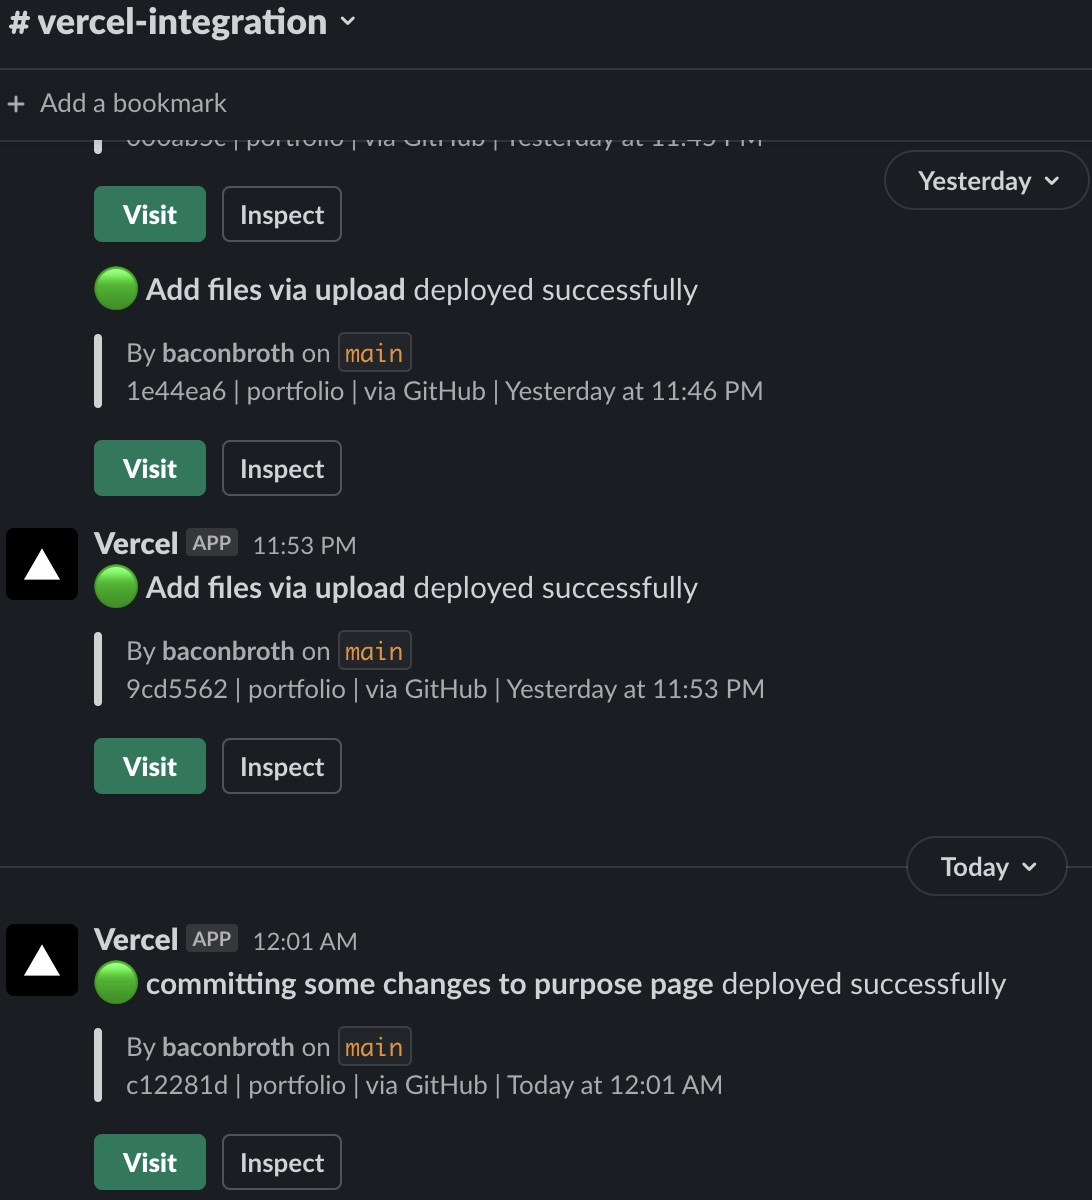 # vercel-integration
+ Add a bookmark
| portfolio | via GitHub | Yesterday at 11:45 PM
Yesterday
Visit Inspect
Add files via upload deployed successfully
By baconbroth on main
1e44ea6 | portfolio | via GitHub | Yesterday at 11:46 PM
Visit Inspect
Vercel APP 11:53 PM
Add files via upload deployed successfully
By baconbroth on main
9cd5562 | portfolio | via GitHub | Yesterday at 11:53 PM
Visit Inspect
Today
Vercel APP 12:01 AM
committing some changes to purpose page deployed successfully
By baconbroth on main
c12281d | portfolio | via GitHub | Today at 12:01 AM
Visit Inspect